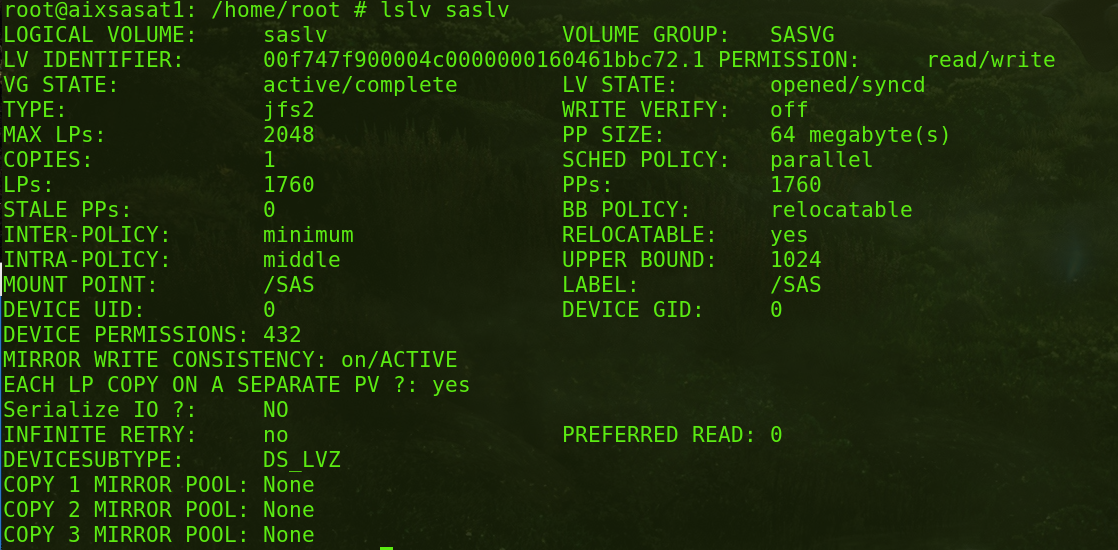 root@aixsasat1: /home/root # lslv saslv
LOGICAL VOLUME:     saslv                  VOLUME GROUP:   SASVG
LV IDENTIFIER:      00f747f900004c0000000160461bbc72.1 PERMISSION:     read/write
VG STATE:           active/complete        LV STATE:       opened/syncd
TYPE:               jfs2                   WRITE VERIFY:   off
MAX LPs:            2048                   PP SIZE:        64 megabyte(s)
COPIES:             1                      SCHED POLICY:   parallel
LPs:                1760                   PPs:            1760
STALE PPs:          0                      BB POLICY:      relocatable
INTER-POLICY:       minimum                RELOCATABLE:    yes
INTRA-POLICY:       middle                 UPPER BOUND:    1024
MOUNT POINT:        /SAS                   LABEL:          /SAS
DEVICE UID:         0                      DEVICE GID:     0
DEVICE PERMISSIONS: 432
MIRROR WRITE CONSISTENCY: on/ACTIVE
EACH LP COPY ON A SEPARATE PV ?: yes
Serialize IO ?:     NO
INFINITE RETRY:     no                     PREFERRED READ: 0
DEVICESUBTYPE:      DS_LVZ
COPY 1 MIRROR POOL: None
COPY 2 MIRROR POOL: None
COPY 3 MIRROR POOL: None